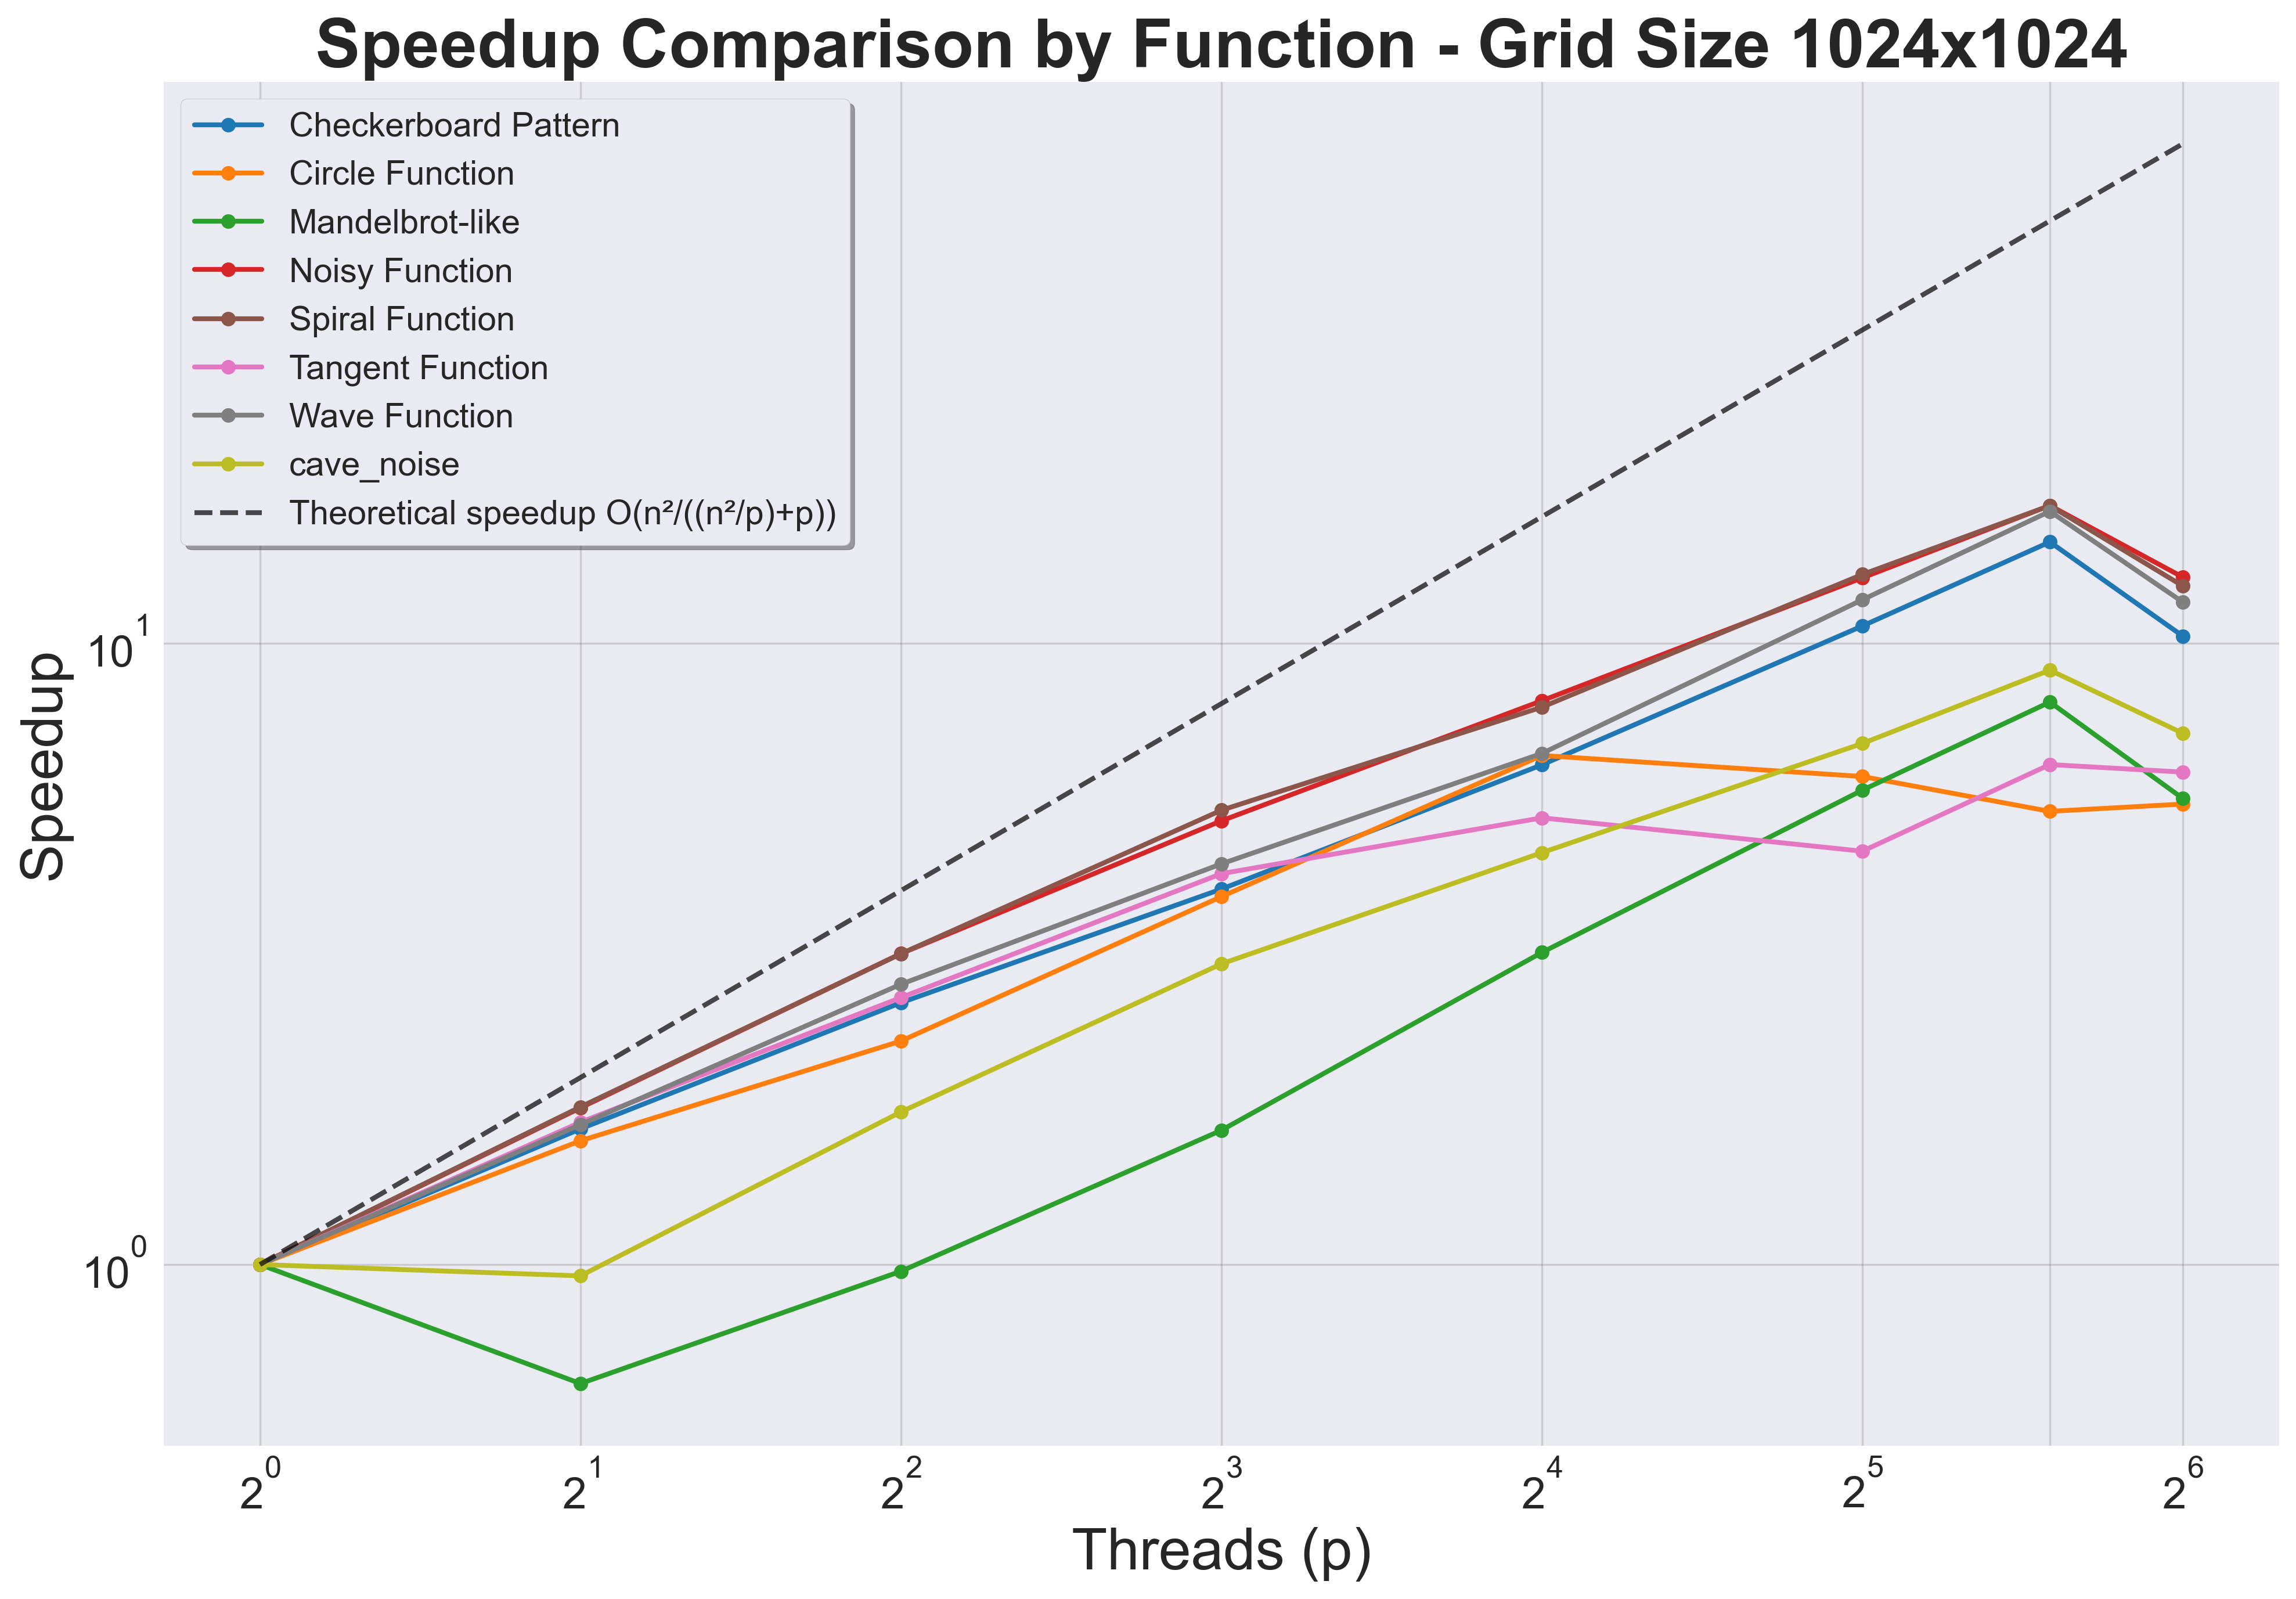 Speedup Comparison by Function - Grid Size 1024x1024
Checkerboard Pattern
Circle Function
Mandelbrot-like
Noisy Function
Spiral Function
Tangent Function
Wave Function
cave_noise
Theoretical speedup O(n²/((n²/p)+p))
Speedup
10¹
10⁰
2⁰ 2¹ 2² 2³ 2⁴ 2⁵ 2⁶
Threads (p)